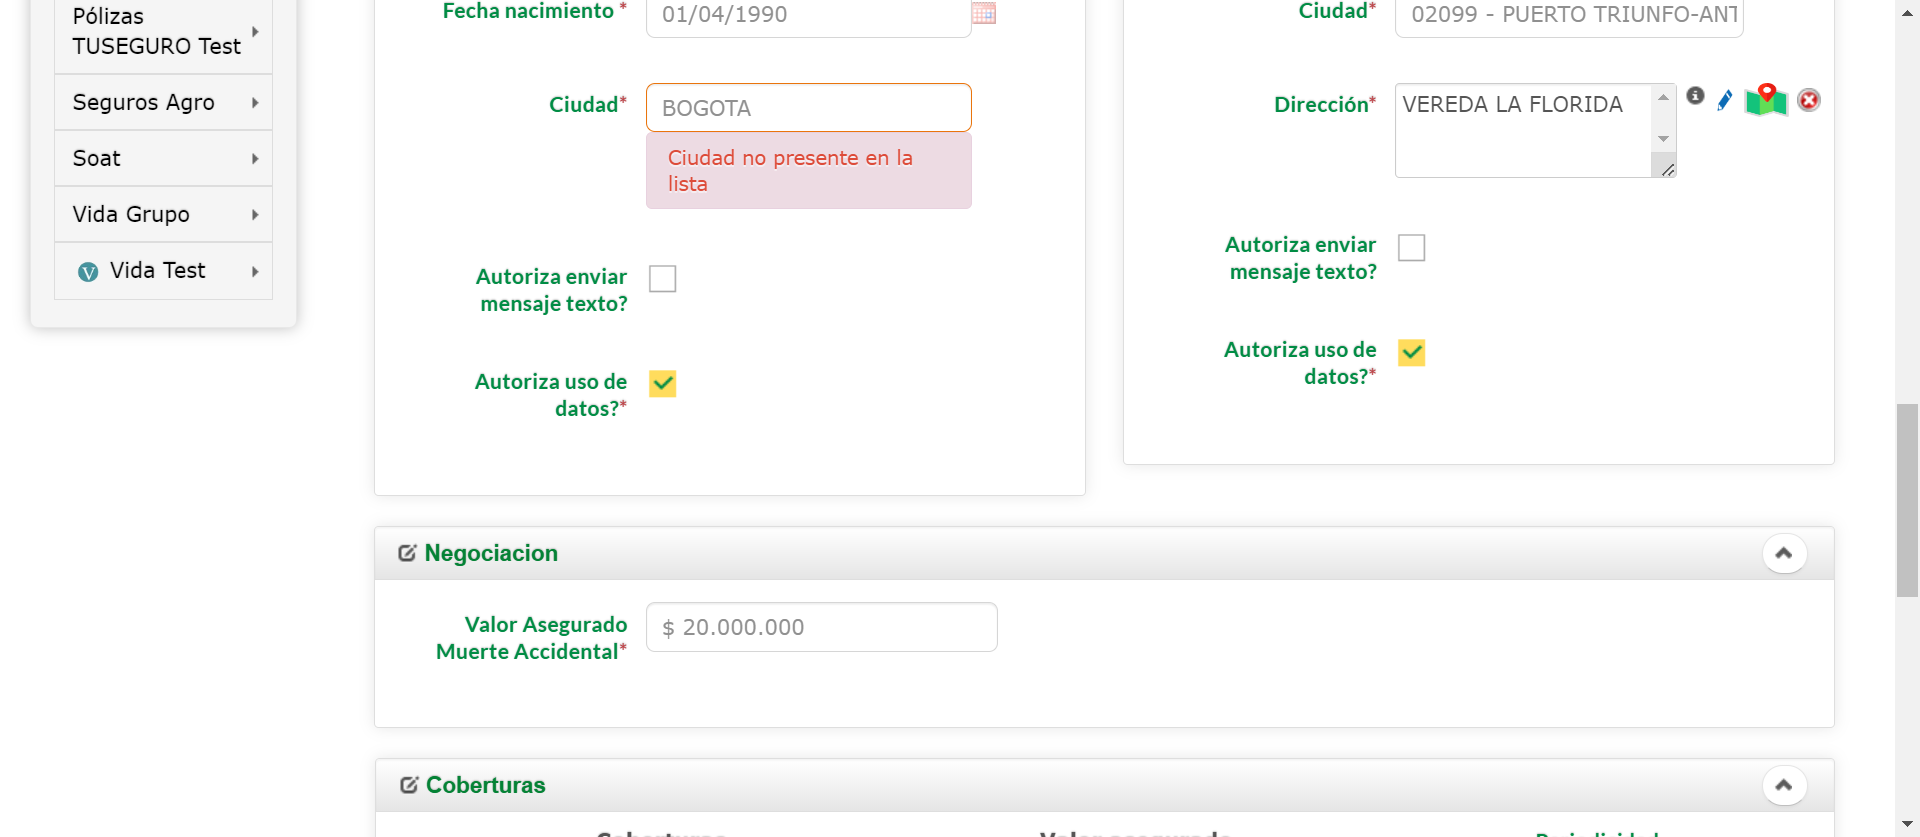 Pólizas
TUSEGURO Test
Seguros Agro
Soat
Vida Grupo
V Vida Test
Fecha nacimiento *
01/04/1990
Ciudad*
BOGOTA
Ciudad no presente en la
lista
Autoriza enviar
mensaje texto?
Autoriza uso de
datos?*
Ciudad*
02099 - PUERTO TRIUNFO-ANT
Dirección*
VEREDA LA FLORIDA
Autoriza enviar
mensaje texto?
Autoriza uso de
datos?*
Negociacion
Valor Asegurado
Muerte Accidental*
$ 20.000.000
Coberturas
Coberturas
Valor asegurado